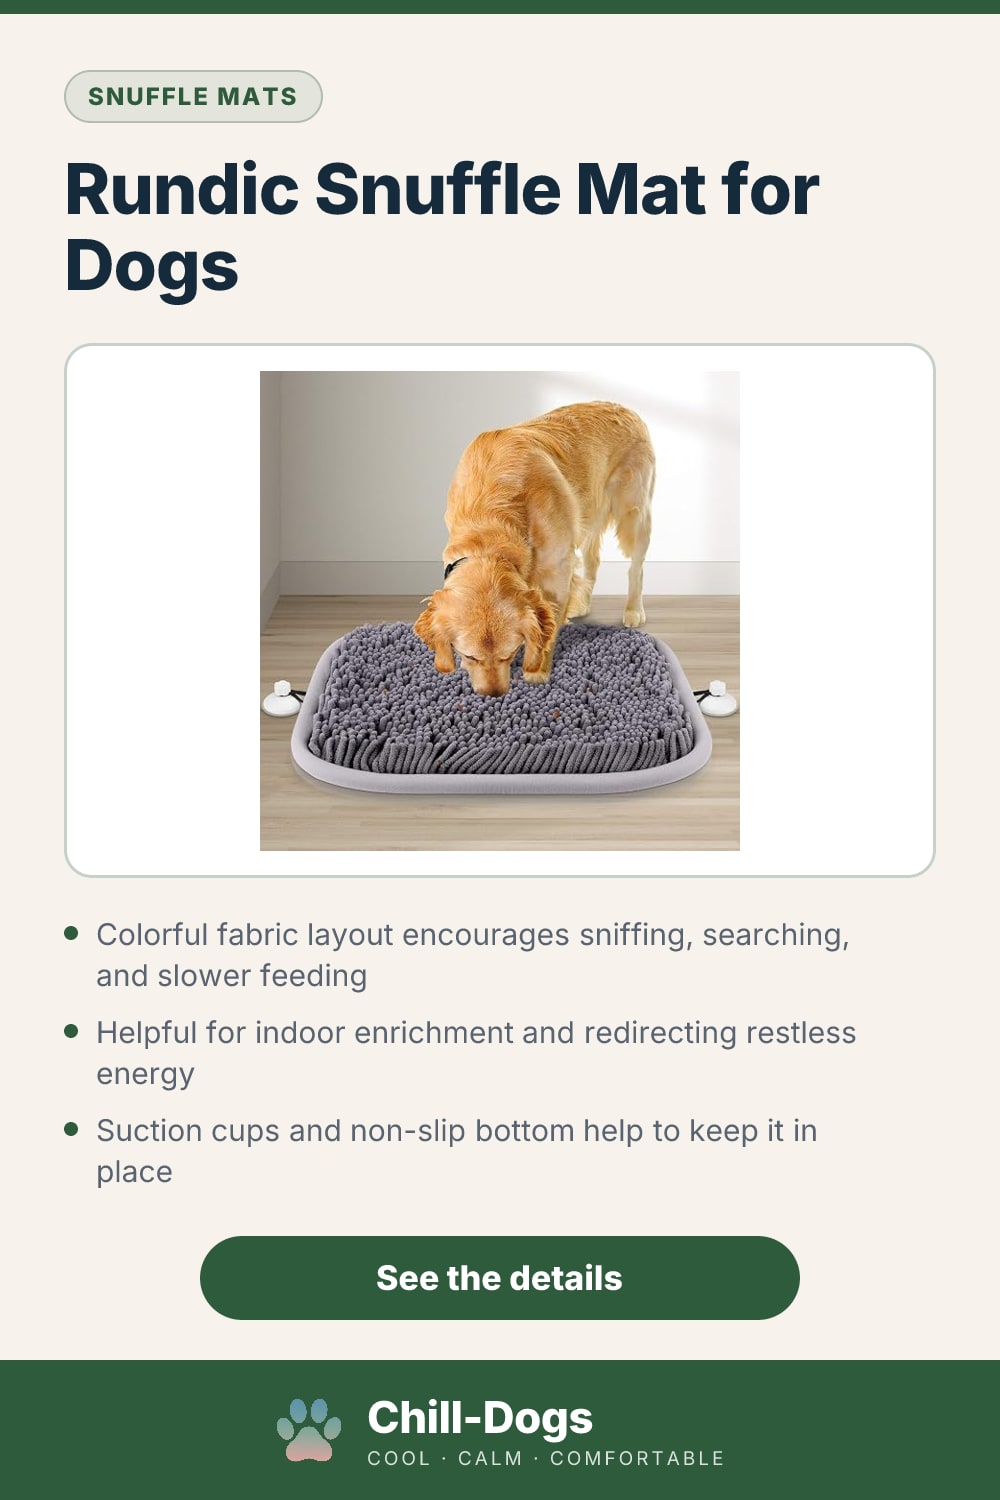 SNUFFLE MATS
Rundic Snuffle Mat for
Dogs
Colorful fabric layout encourages sniffing, searching,
and slower feeding
Helpful for indoor enrichment and redirecting restless
energy
Suction cups and non-slip bottom help to keep it in
place
See the details
Chill-Dogs
COOL · CALM · COMFORTABLE